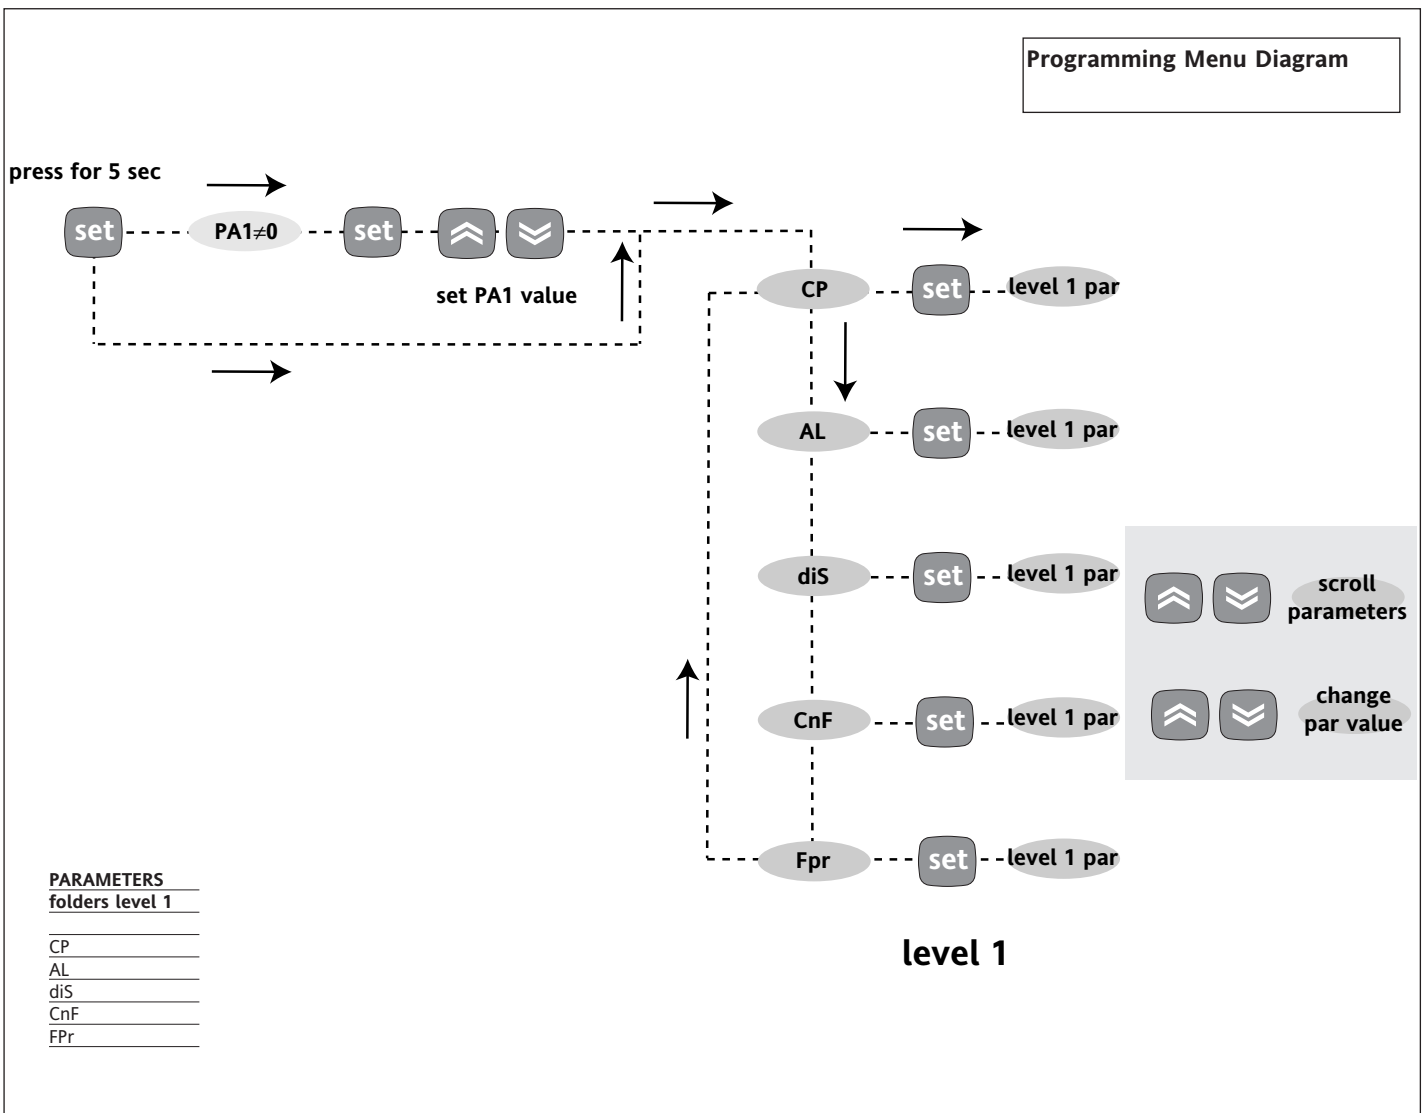 Programming Menu Diagram
press for 5 sec
set
PA1≠0
set
set PA1 value
CP
set
level 1 par
AL
set
level 1 par
diS
set
level 1 par
scroll
parameters
CnF
set
level 1 par
change
par value
Fpr
set
level 1 par
level 1
PARAMETERS
folders level 1
CP
AL
diS
CnF
FPr